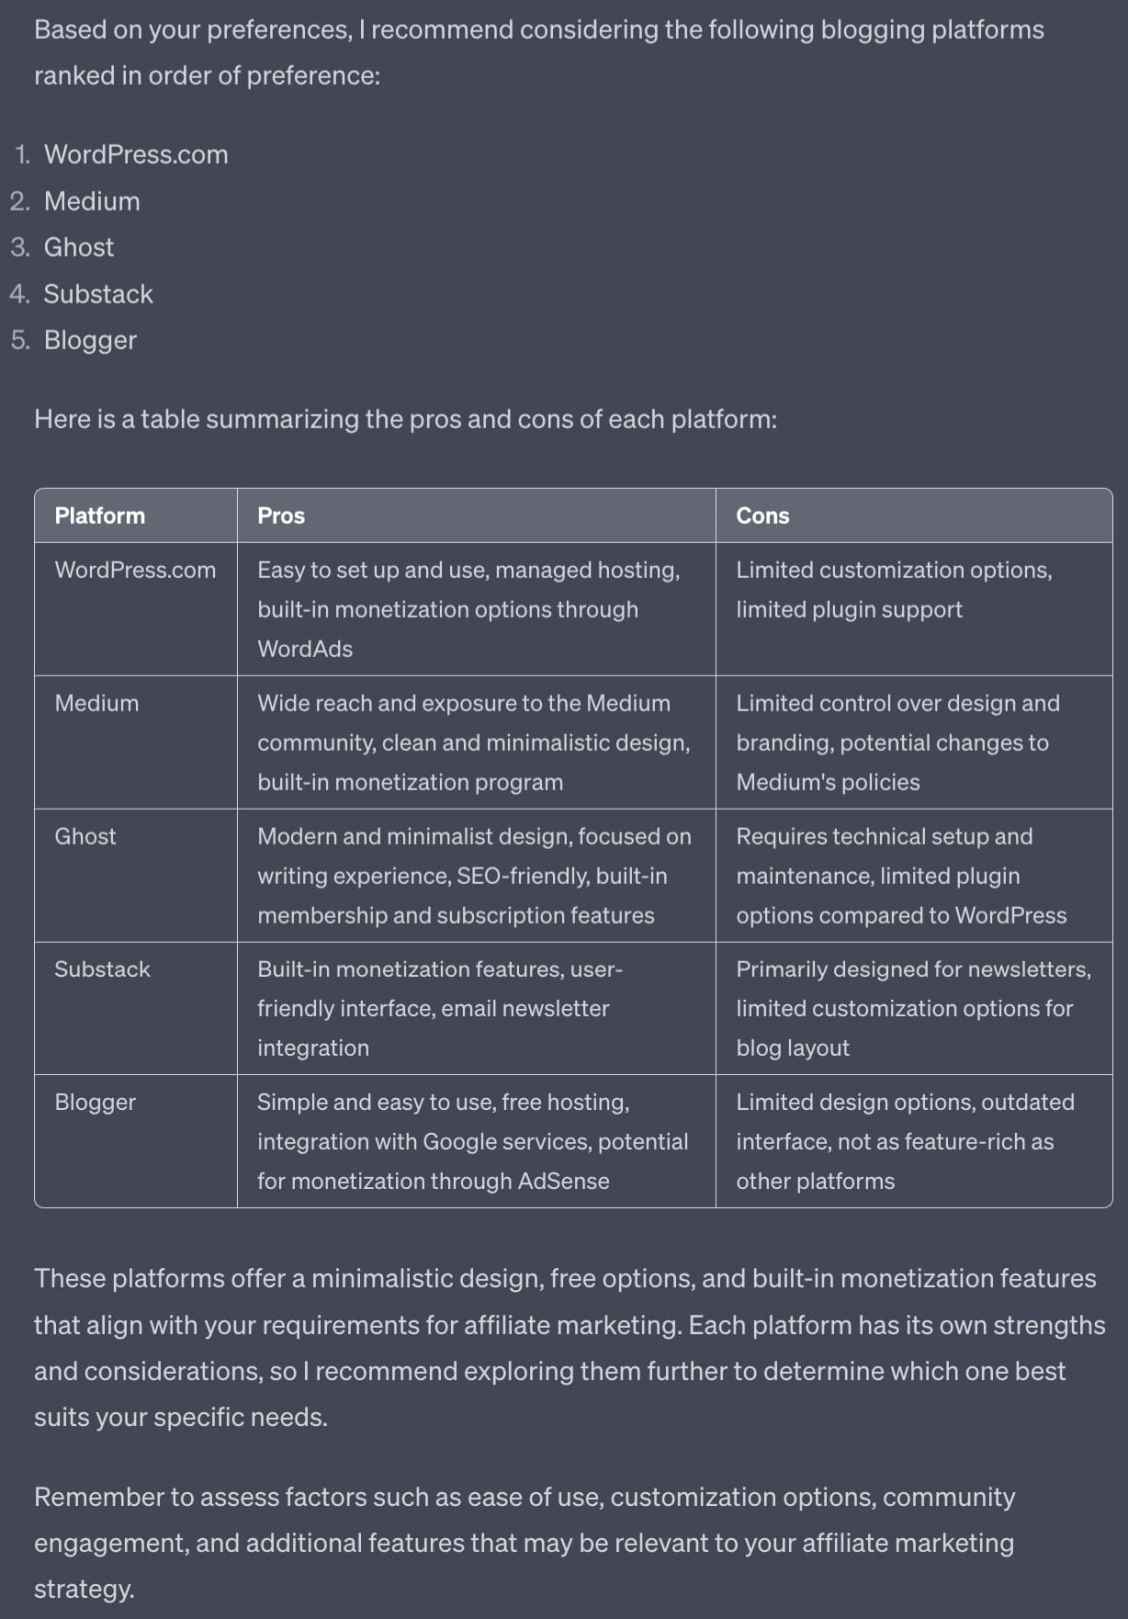 Based on your preferences, I recommend considering the following blogging platforms
ranked in order of preference:
1. WordPress.com
2. Medium
3. Ghost
4. Substack
5. Blogger
Here is a table summarizing the pros and cons of each platform:
Platform Pros Cons
WordPress.com Easy to set up and use, managed hosting, Limited customization options,
built-in monetization options through limited plugin support
WordAds
Medium Wide reach and exposure to the Medium Limited control over design and
community, clean and minimalistic design, branding, potential changes to
built-in monetization program Medium's policies
Ghost Modern and minimalist design, focused on Requires technical setup and
writing experience, SEO-friendly, built-in maintenance, limited plugin
membership and subscription features options compared to WordPress
Substack Built-in monetization features, user- Primarily designed for newsletters,
friendly interface, email newsletter limited customization options for
integration blog layout
Blogger Simple and easy to use, free hosting, Limited design options, outdated
integration with Google services, potential interface, not as feature-rich as
for monetization through AdSense other platforms
These platforms offer a minimalistic design, free options, and built-in monetization features
that align with your requirements for affiliate marketing. Each platform has its own strengths
and considerations, so I recommend exploring them further to determine which one best
suits your specific needs.
Remember to assess factors such as ease of use, customization options, community
engagement, and additional features that may be relevant to your affiliate marketing
strategy.